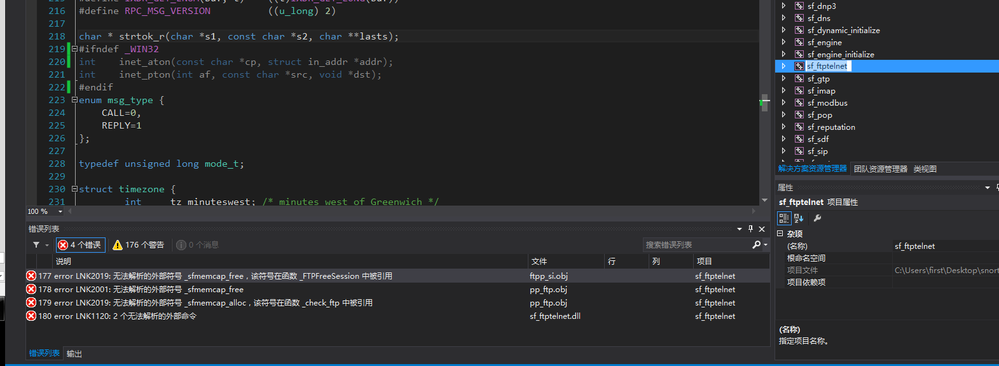 216 #define RPC_MSG_VERSION ((u_long) 2)
217
218 char * strtok_r(char *s1, const char *s2, char **lasts);
219 #ifndef _WIN32
220 int inet_aton(const char *cp, struct in_addr *addr);
221 int inet_pton(int af, const char *src, void *dst);
222 #endif
223 enum msg_type {
224 CALL=0,
225 REPLY=1
226 };
227
228 typedef unsigned long mode_t;
229
230 struct timezone {
231 int tz_minuteswest; /* minutes west of Greenwich */
100 %
错误列表
4 个错误 176 个警告 0 个消息 搜索错误列表
说明 文件 行 列 项目
177 error LNK2019: 无法解析的外部符号 _sfmemcap_free，该符号在函数 _FTPFreeSession 中被引用 ftpp_si.obj sf_ftptelnet
178 error LNK2001: 无法解析的外部符号 _sfmemcap_free pp_ftp.obj sf_ftptelnet
179 error LNK2019: 无法解析的外部符号 _sfmemcap_alloc，该符号在函数 _check_ftp 中被引用 pp_ftp.obj sf_ftptelnet
180 error LNK1120: 2 个无法解析的外部命令 sf_ftptelnet.dll sf_ftptelnet
错误列表 输出
sf_dnp3
sf_dns
sf_dynamic_initialize
sf_engine
sf_engine_initialize
sf_ftptelnet
sf_gtp
sf_imap
sf_modbus
sf_pop
sf_reputation
sf_sdf
sf_sip
解决方案资源管理器 团队资源管理器 类视图
属性
sf_ftptelnet 项目属性
杂项
(名称) sf_ftptelnet
根命名空间
项目文件 C:\Users\first\Desktop\snort
项目依赖项
(名称)
指定项目名称。